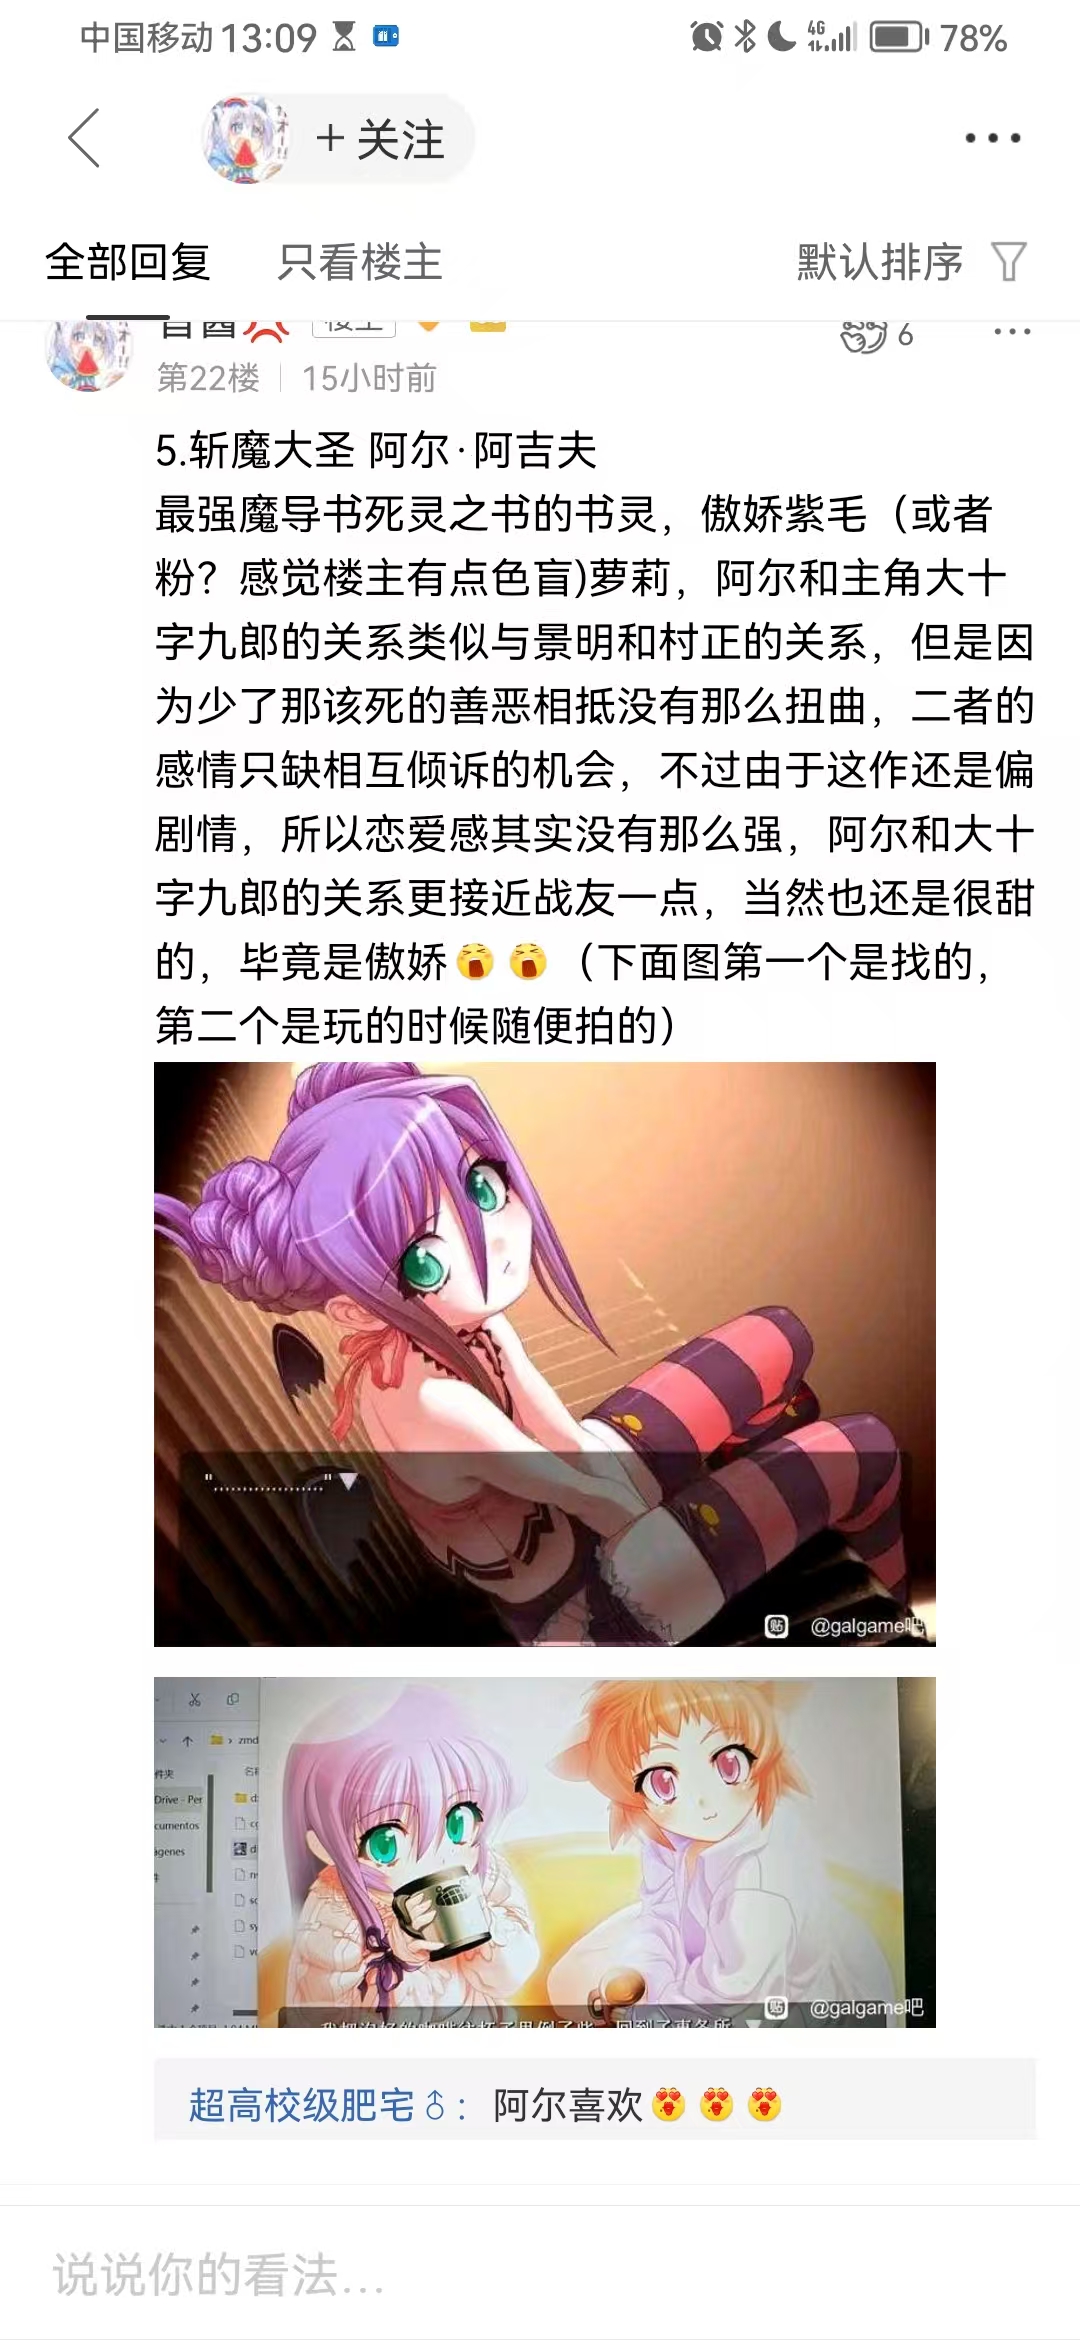 中国移动 13:09 4G 78%
+ 关注
全部回复 只看楼主 默认排序
楼主 6
第22楼 15小时前
5.斩魔大圣 阿尔·阿吉夫
最强魔导书死灵之书的书灵，傲娇紫毛（或者
粉？感觉楼主有点色盲)萝莉，阿尔和主角大十
字九郎的关系类似与景明和村正的关系，但是因
为少了那该死的善恶相抵没有那么扭曲，二者的
感情只缺相互倾诉的机会，不过由于这作还是偏
剧情，所以恋爱感其实没有那么强，阿尔和大十
字九郎的关系更接近战友一点，当然也还是很甜
的，毕竟是傲娇（下面图第一个是找的，
第二个是玩的时候随便拍的）
"..................."
贴 @galgame吧
zmd
件夹
Drive - Per
cuments
ágenes
贴 @galgame吧
超高校级肥宅♂：阿尔喜欢
说说你的看法...